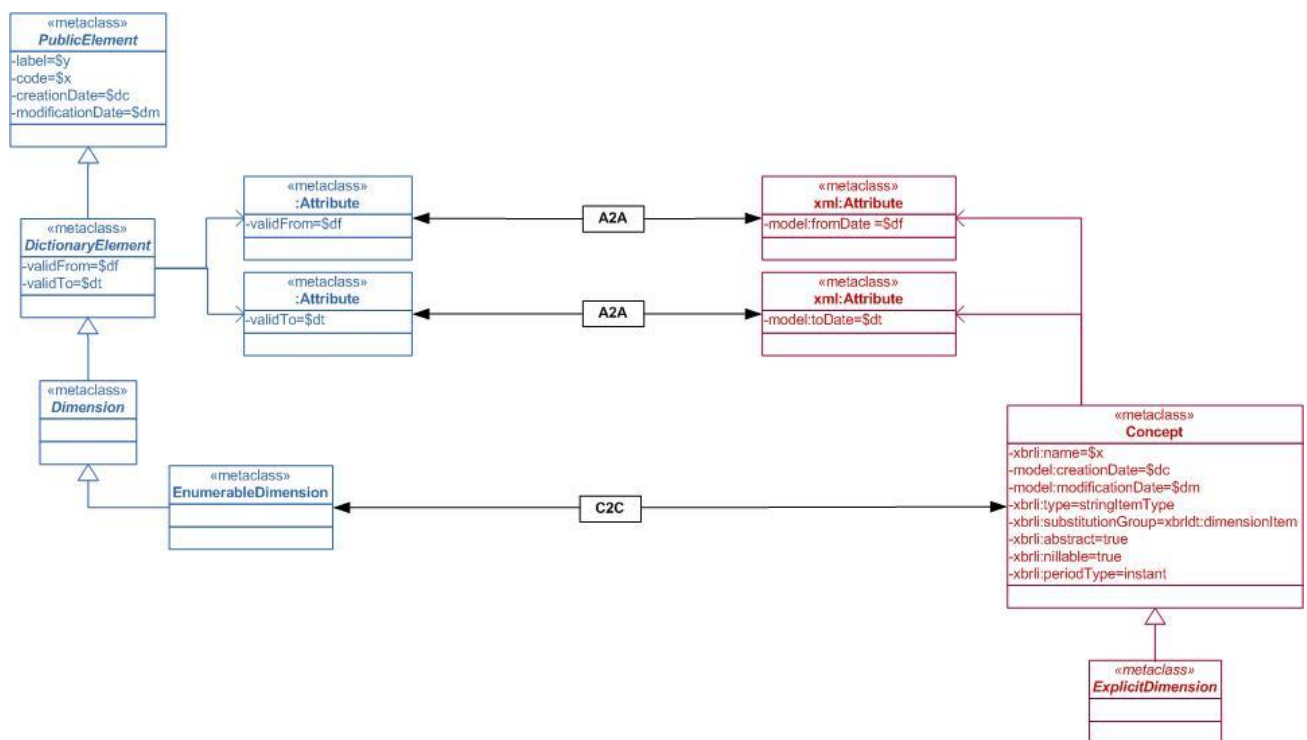 «metaclass»
PublicElement
-label=$y
-code=$x
-creationDate=$dc
-modificationDate=$dm
«metaclass»
DictionaryElement
-validFrom=$df
-validTo=$dt
«metaclass»
:Attribute
-validFrom=$df
A2A
«metaclass»
xml:Attribute
-model:fromDate =$df
«metaclass»
:Attribute
-validTo=$dt
A2A
«metaclass»
xml:Attribute
-model:toDate=$dt
«metaclass»
Dimension
«metaclass»
EnumerableDimension
C2C
«metaclass»
Concept
-xbrli:name=$x
-model:creationDate=$dc
-model:modificationDate=$dm
-xbrli:type=stringItemType
-xbrli:substitutionGroup=xbrldt:dimensionItem
-xbrli:abstract=true
-xbrli:nillable=true
-xbrli:periodType=instant
«metaclass»
ExplicitDimension